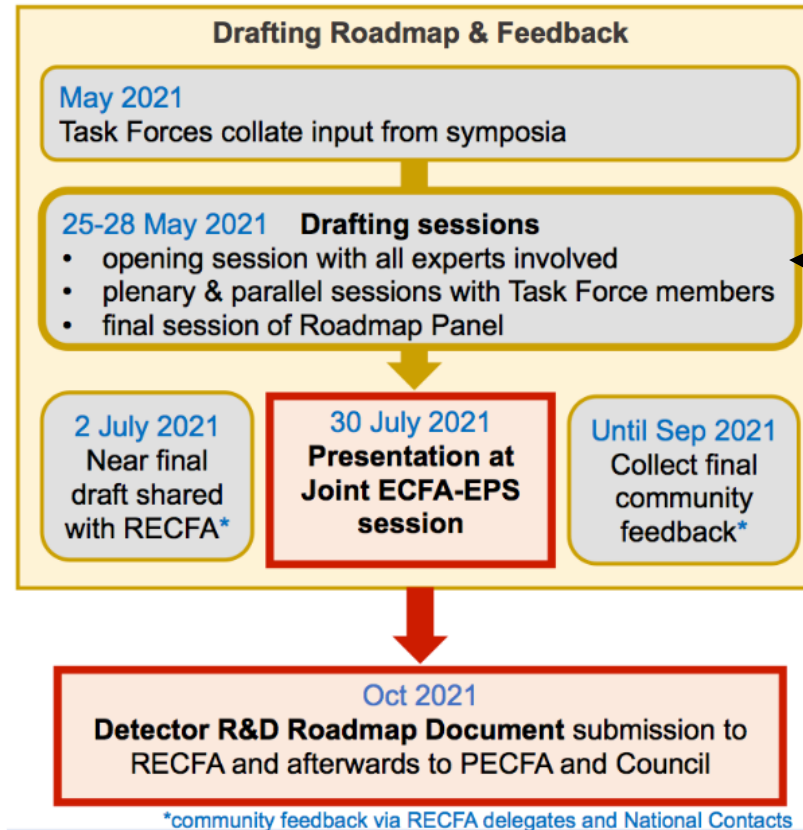 Drafting Roadmap & Feedback
May 2021
Task Forces collate input from symposia
25-28 May 2021 Drafting sessions
• opening session with all experts involved
• plenary & parallel sessions with Task Force members
• final session of Roadmap Panel
2 July 2021
Near final
draft shared
with RECFA*
30 July 2021
Presentation at
Joint ECFA-EPS
session
Until Sep 2021
Collect final
community
feedback*
Oct 2021
Detector R&D Roadmap Document submission to
RECFA and afterwards to PECFA and Council
*community feedback via RECFA delegates and National Contacts